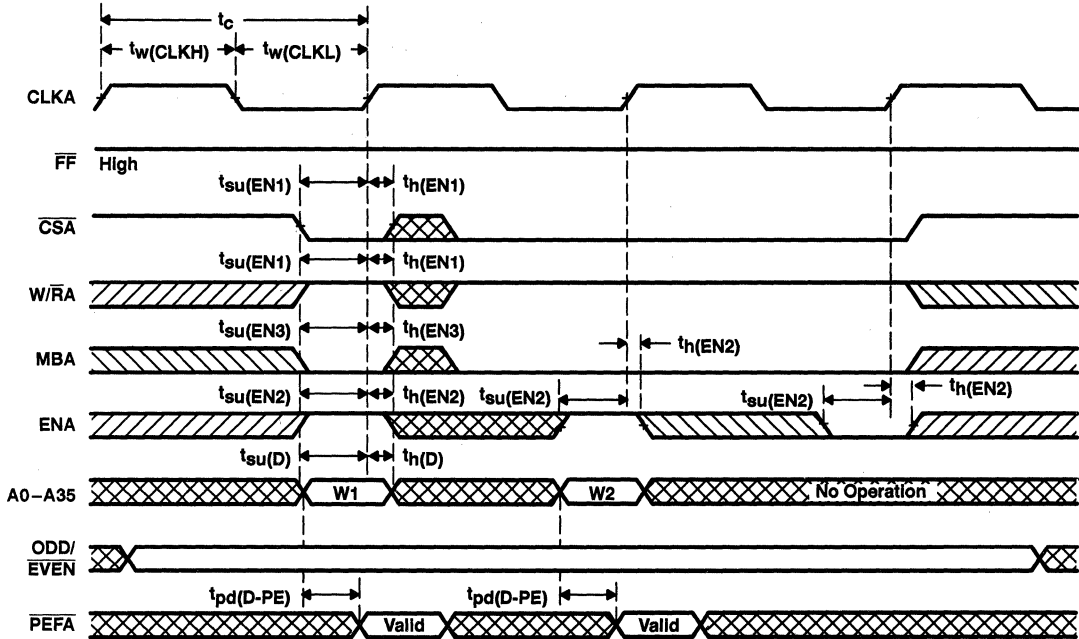 tc
tw(CLKH) tw(CLKL)
CLKA
FF High
tsu(EN1) th(EN1)
CSA
tsu(EN1) th(EN1)
W/RA
tsu(EN3) th(EN3)
MBA
th(EN2)
tsu(EN2) th(EN2) tsu(EN2) tsu(EN2) th(EN2)
ENA
tsu(D) th(D)
A0–A35 W1 W2 No Operation
ODD/
EVEN
tpd(D-PE) tpd(D-PE)
PEFA Valid Valid